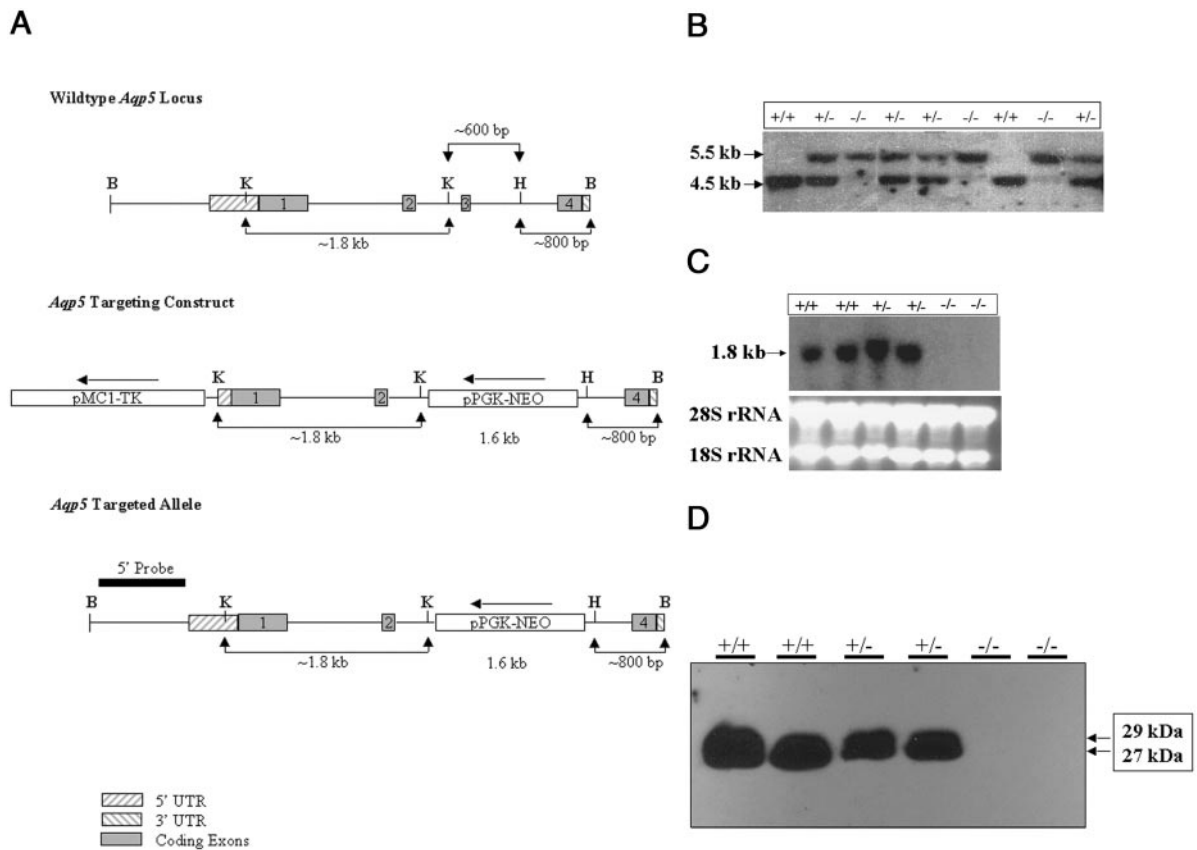 A
Wildtype Aqp5 Locus
~600 bp
B K K H B
1 2 3 4
~1.8 kb ~800 bp
Aqp5 Targeting Construct
K K H B
pMC1-TK 1 2 pPGK-NEO 4
~1.8 kb 1.6 kb ~800 bp
Aqp5 Targeted Allele
5' Probe
B K K H B
1 2 pPGK-NEO 4
~1.8 kb 1.6 kb ~800 bp
5' UTR
3' UTR
Coding Exons
B
+/+ +/- -/- +/- +/- -/- +/+ -/- +/-
5.5 kb
4.5 kb
C
+/+ +/+ +/- +/- -/- -/-
1.8 kb
28S rRNA
18S rRNA
D
+/+ +/+ +/- +/- -/- -/-
29 kDa
27 kDa